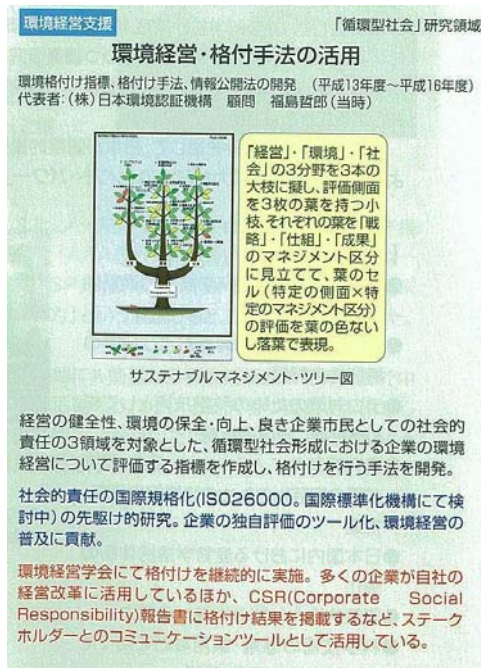 環境経営支援
「循環型社会」研究領域
環境経営・格付手法の活用
環境格付け指標、格付け手法、情報公開法の開発 (平成13年度～平成16年度)
代表者:(株)日本環境認証機構 顧問 福島哲郎(当時)
「経営」・「環境」・「社
会」の3分野を3本の
大枝に擬し、評価側面
を3枚の葉を持つ小
枝、それぞれの葉を「戦
略」・「仕組」・「成果」
のマネジメント区分
に見立てて、葉のセ
ル(特定の側面×特
定のマネジメント区分)
の評価を葉の色ない
し落葉で表現。
サステナブルマネジメント・ツリー図
経営の健全性、環境の保全・向上、良き企業市民としての社会的
責任の3領域を対象とした、循環型社会形成における企業の環境
経営について評価する指標を作成し、格付けを行う手法を開発。
社会的責任の国際規格化(ISO26000。国際標準化機構にて検
討中)の先駆け的研究。企業の独自評価のツール化、環境経営の
普及に貢献。
環境経営学会にて格付けを継続的に実施。多くの企業が自社の
経営改革に活用しているほか、CSR(Corporate Social
Responsibility)報告書に格付け結果を掲載するなど、ステーク
ホルダーとのコミュニケーションツールとして活用している。